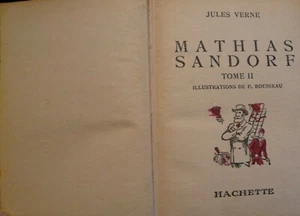 JULES VERNE
MATHIAS
SANDORF
TOME II
ILLUSTRATIONS DE P. ROUSSEAU
HACHETTE